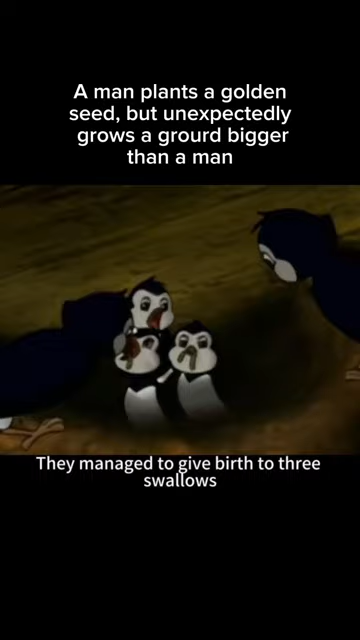 A man plants a golden
seed, but unexpectedly
grows a grourd bigger
than a man
They managed to give birth to three
swallows